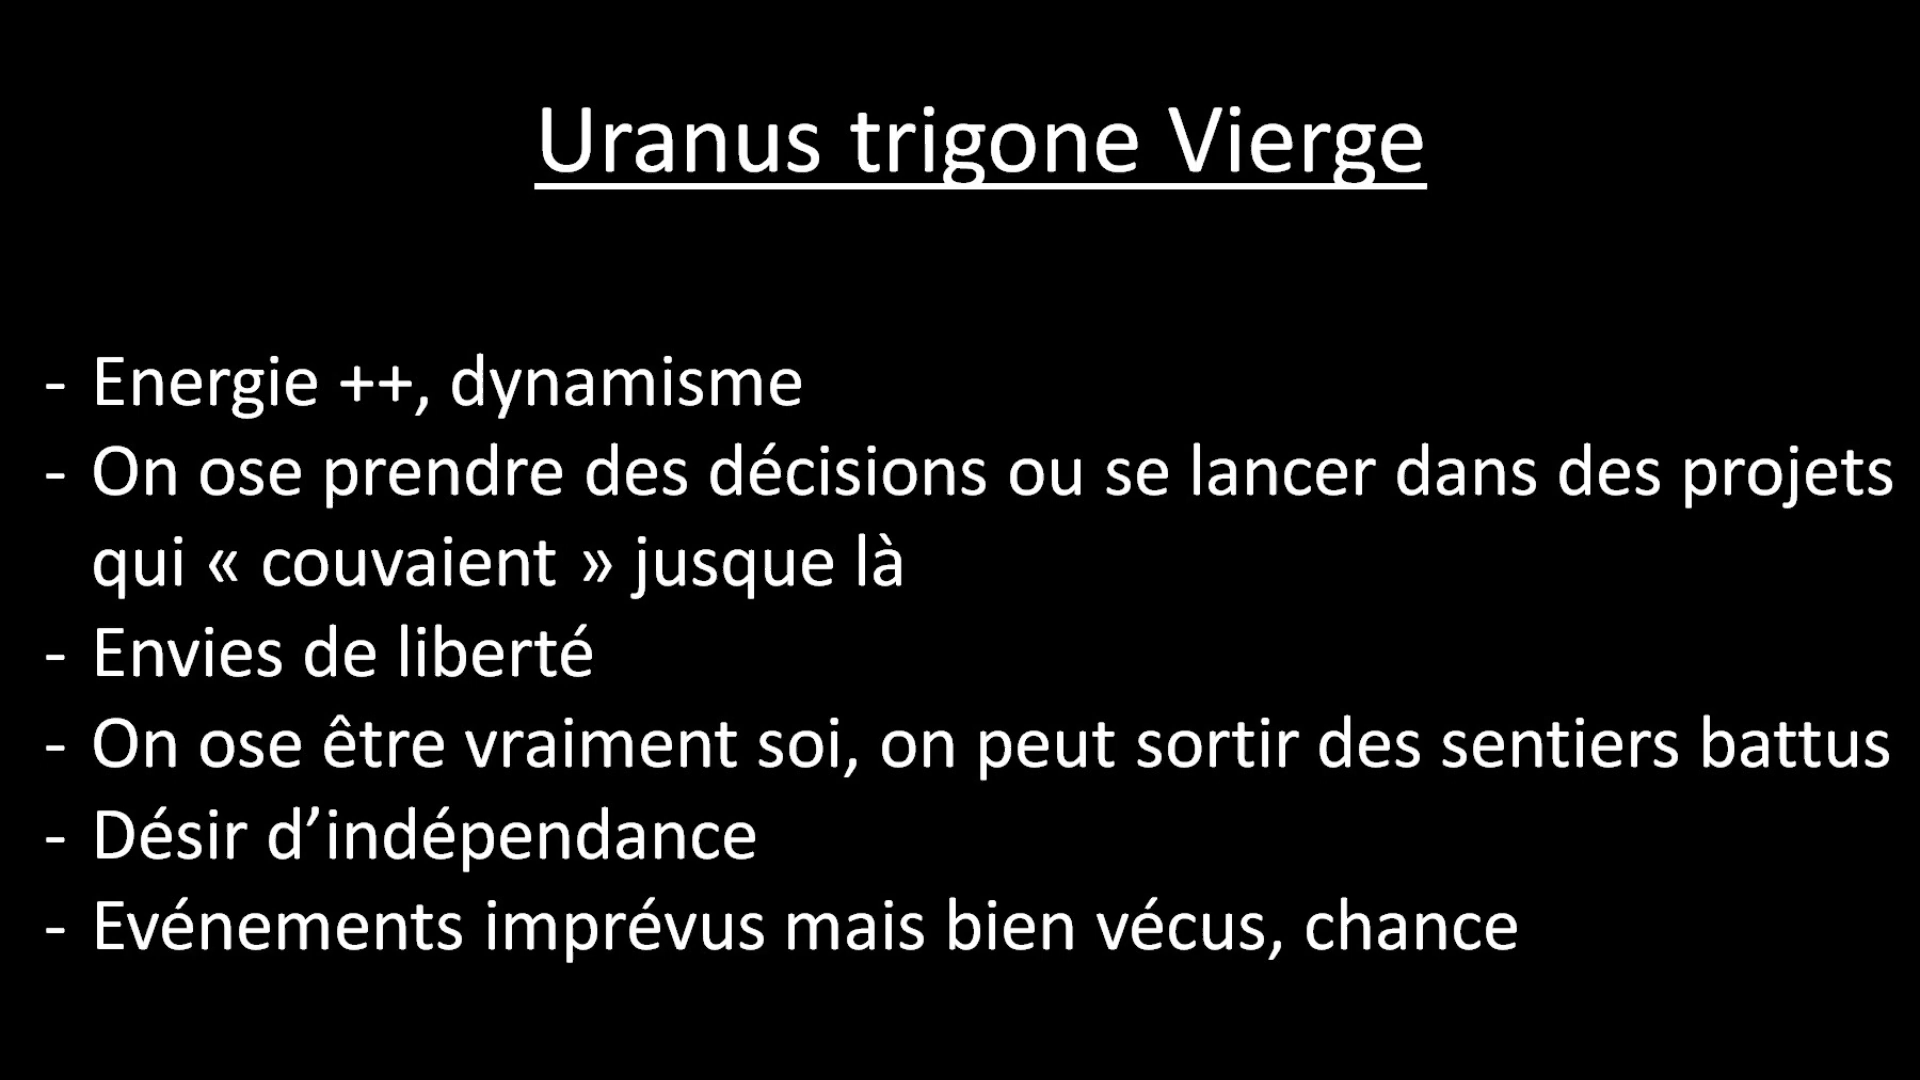 Uranus trigone Vierge
- Energie ++, dynamisme
- On ose prendre des décisions ou se lancer dans des projets
qui « couvaient » jusque là
- Envies de liberté
- On ose être vraiment soi, on peut sortir des sentiers battus
- Désir d’indépendance
- Evénements imprévus mais bien vécus, chance